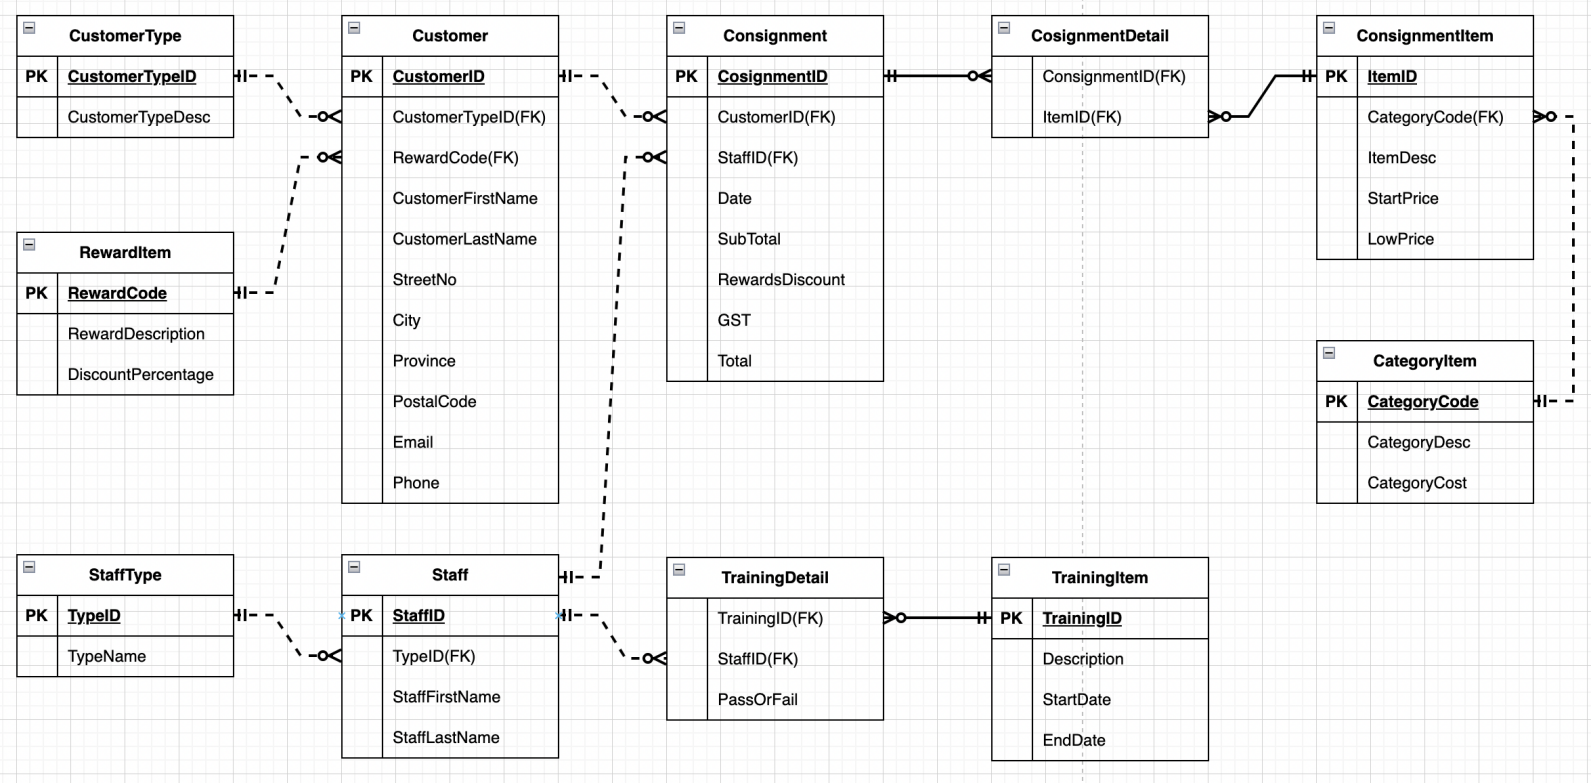 CustomerType
PK CustomerTypeID
CustomerTypeDesc
Customer
PK CustomerID
CustomerTypeID(FK)
RewardCode(FK)
CustomerFirstName
CustomerLastName
StreetNo
City
Province
PostalCode
Email
Phone
Consignment
PK CosignmentID
CustomerID(FK)
StaffID(FK)
Date
SubTotal
RewardsDiscount
GST
Total
CosignmentDetail
ConsignmentID(FK)
ItemID(FK)
ConsignmentItem
PK ItemID
CategoryCode(FK)
ItemDesc
StartPrice
LowPrice
RewardItem
PK RewardCode
RewardDescription
DiscountPercentage
CategoryItem
PK CategoryCode
CategoryDesc
CategoryCost
StaffType
PK TypeID
TypeName
Staff
PK StaffID
TypeID(FK)
StaffFirstName
StaffLastName
TrainingDetail
TrainingID(FK)
StaffID(FK)
PassOrFail
TrainingItem
PK TrainingID
Description
StartDate
EndDate